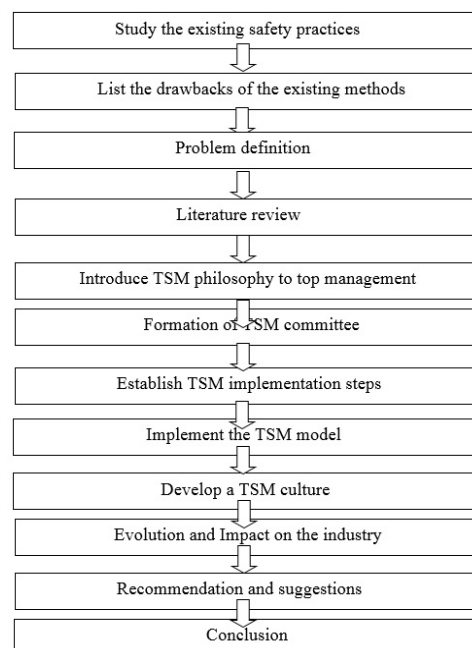 Study the existing safety practices
List the drawbacks of the existing methods
Problem definition
Literature review
Introduce TSM philosophy to top management
Formation of TSM committee
Establish TSM implementation steps
Implement the TSM model
Develop a TSM culture
Evolution and Impact on the industry
Recommendation and suggestions
Conclusion